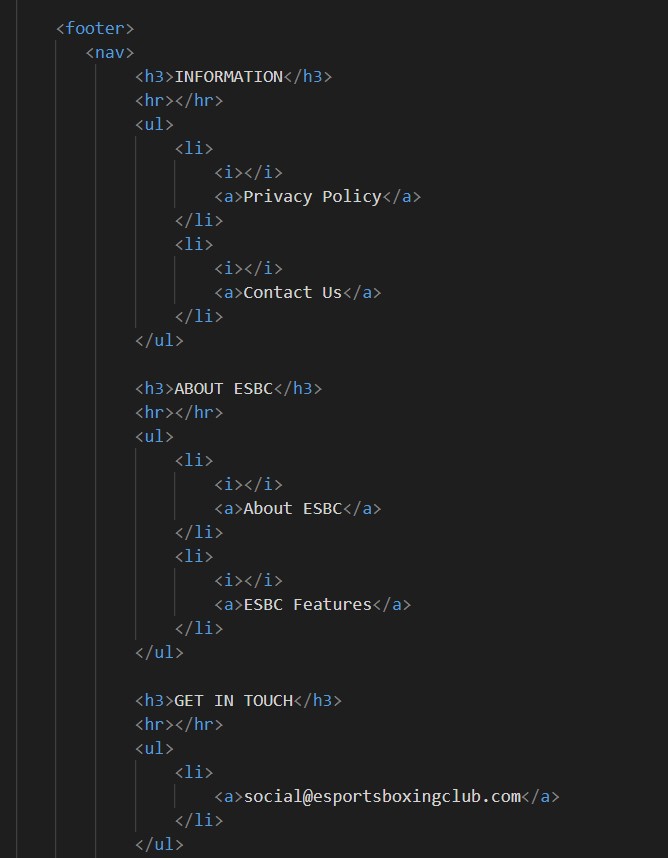 <footer>
<nav>
<h3>INFORMATION</h3>
<hr></hr>
<ul>
<li>
<i></i>
<a>Privacy Policy</a>
</li>
<li>
<i></i>
<a>Contact Us</a>
</li>
</ul>
<h3>ABOUT ESBC</h3>
<hr></hr>
<ul>
<li>
<i></i>
<a>About ESBC</a>
</li>
<li>
<i></i>
<a>ESBC Features</a>
</li>
</ul>
<h3>GET IN TOUCH</h3>
<hr></hr>
<ul>
<li>
<a>social@esportsboxingclub.com</a>
</li>
</ul>